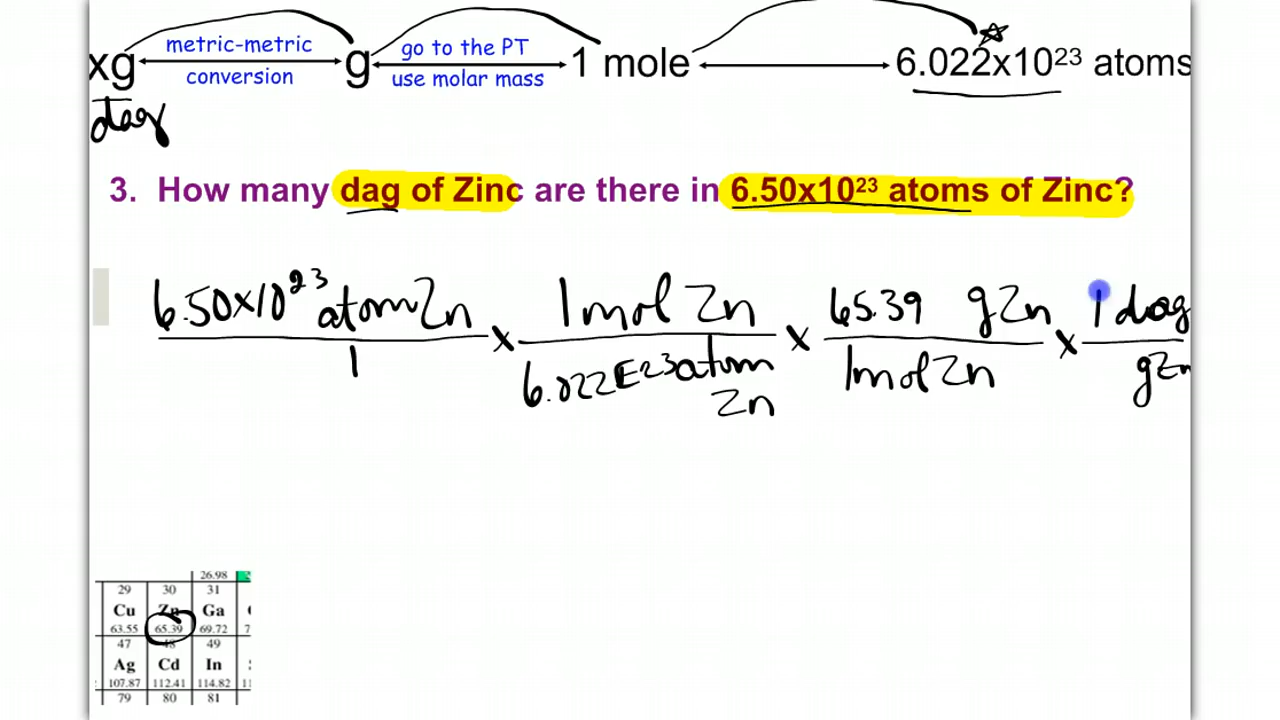 xg metric-metric conversion g go to the PT use molar mass 1 mole 6.022x10²³ atoms
dag
3. How many dag of Zinc are there in 6.50x10²³ atoms of Zinc?
6.50x10²³ atom Zn x 1 mol Zn x 65.39 g Zn x 1 dag
1 6.022E23 atom Zn 1 mol Zn g Zn
26.98
29 30 31
Cu Zn Ga
63.55 65.39 69.72 7
47 48 49
Ag Cd In
107.87 112.41 114.82 11
79 80 81